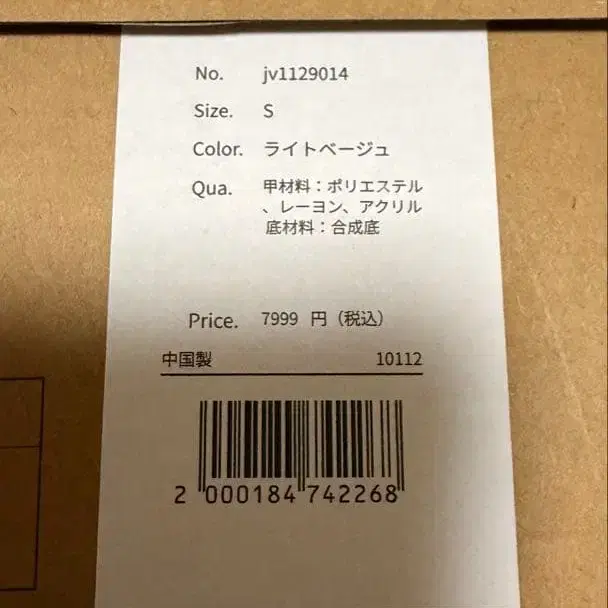 No. jv1129014
Size. S
Color. ライトベージュ
Qua. 甲材料：ポリエステル
、レーヨン、アクリル
底材料：合成底
Price. 7999 円（税込）
中国製 10112
2 000184 742268